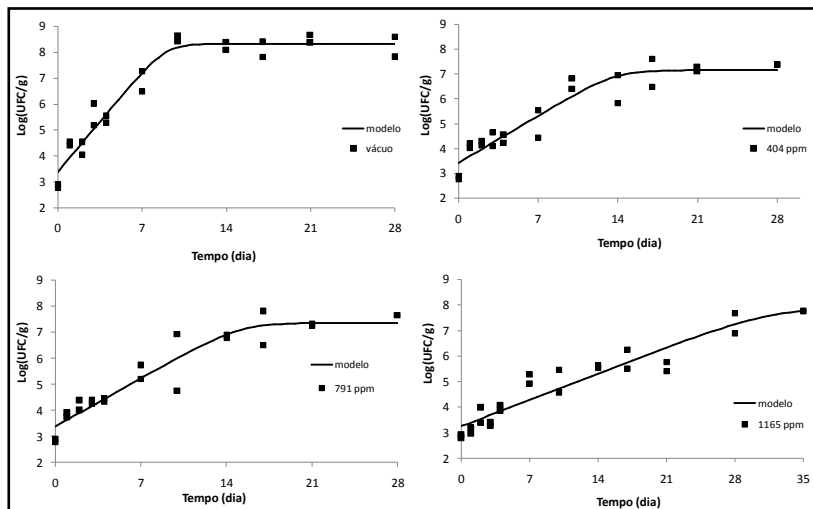 9
8
7
6
5
4
3
2
Log(UFC/g)
modelo
vácuo
0 7 14 21 28
Tempo (dia)
9
8
7
6
5
4
3
2
Log(UFC/g)
modelo
404 ppm
0 7 14 21 28
Tempo (dia)
9
8
7
6
5
4
3
2
Log(UFC/g)
modelo
791 ppm
0 7 14 21 28
Tempo (dia)
9
8
7
6
5
4
3
2
Log(UFC/g)
modelo
1165 ppm
0 7 14 21 28 35
Tempo (dia)